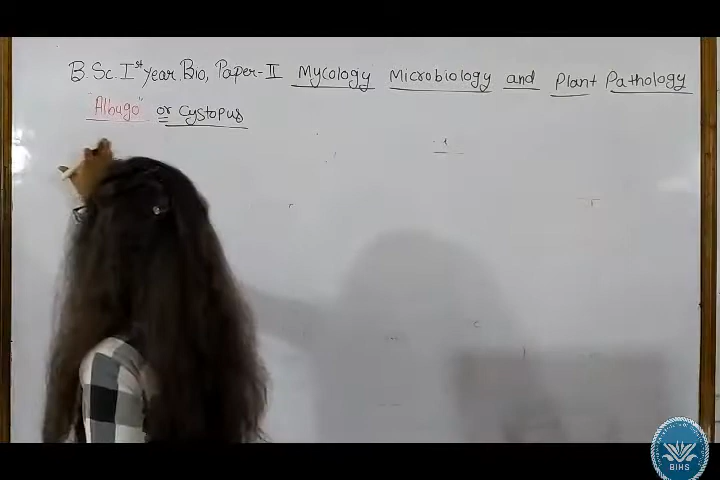 B.Sc. Ist year Bio, Paper-II Mycology Microbiology and Plant Pathology
"Albugo" or Cystopus
BIHS